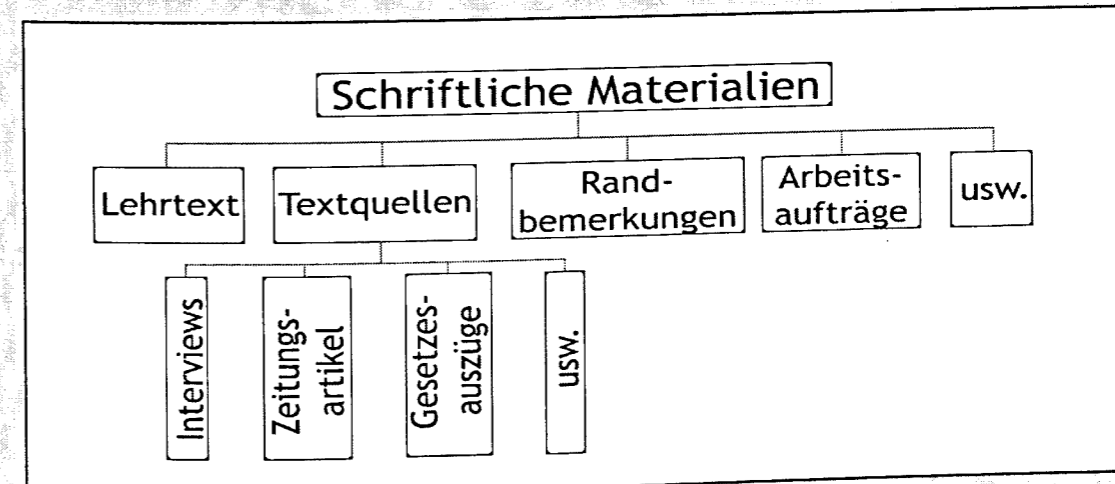 Schriftliche Materialien
Lehrtext
Textquellen
Rand-
bemerkungen
Arbeits-
aufträge
usw.
Interviews
Zeitungs-
artikel
Gesetzes-
auszüge
usw.